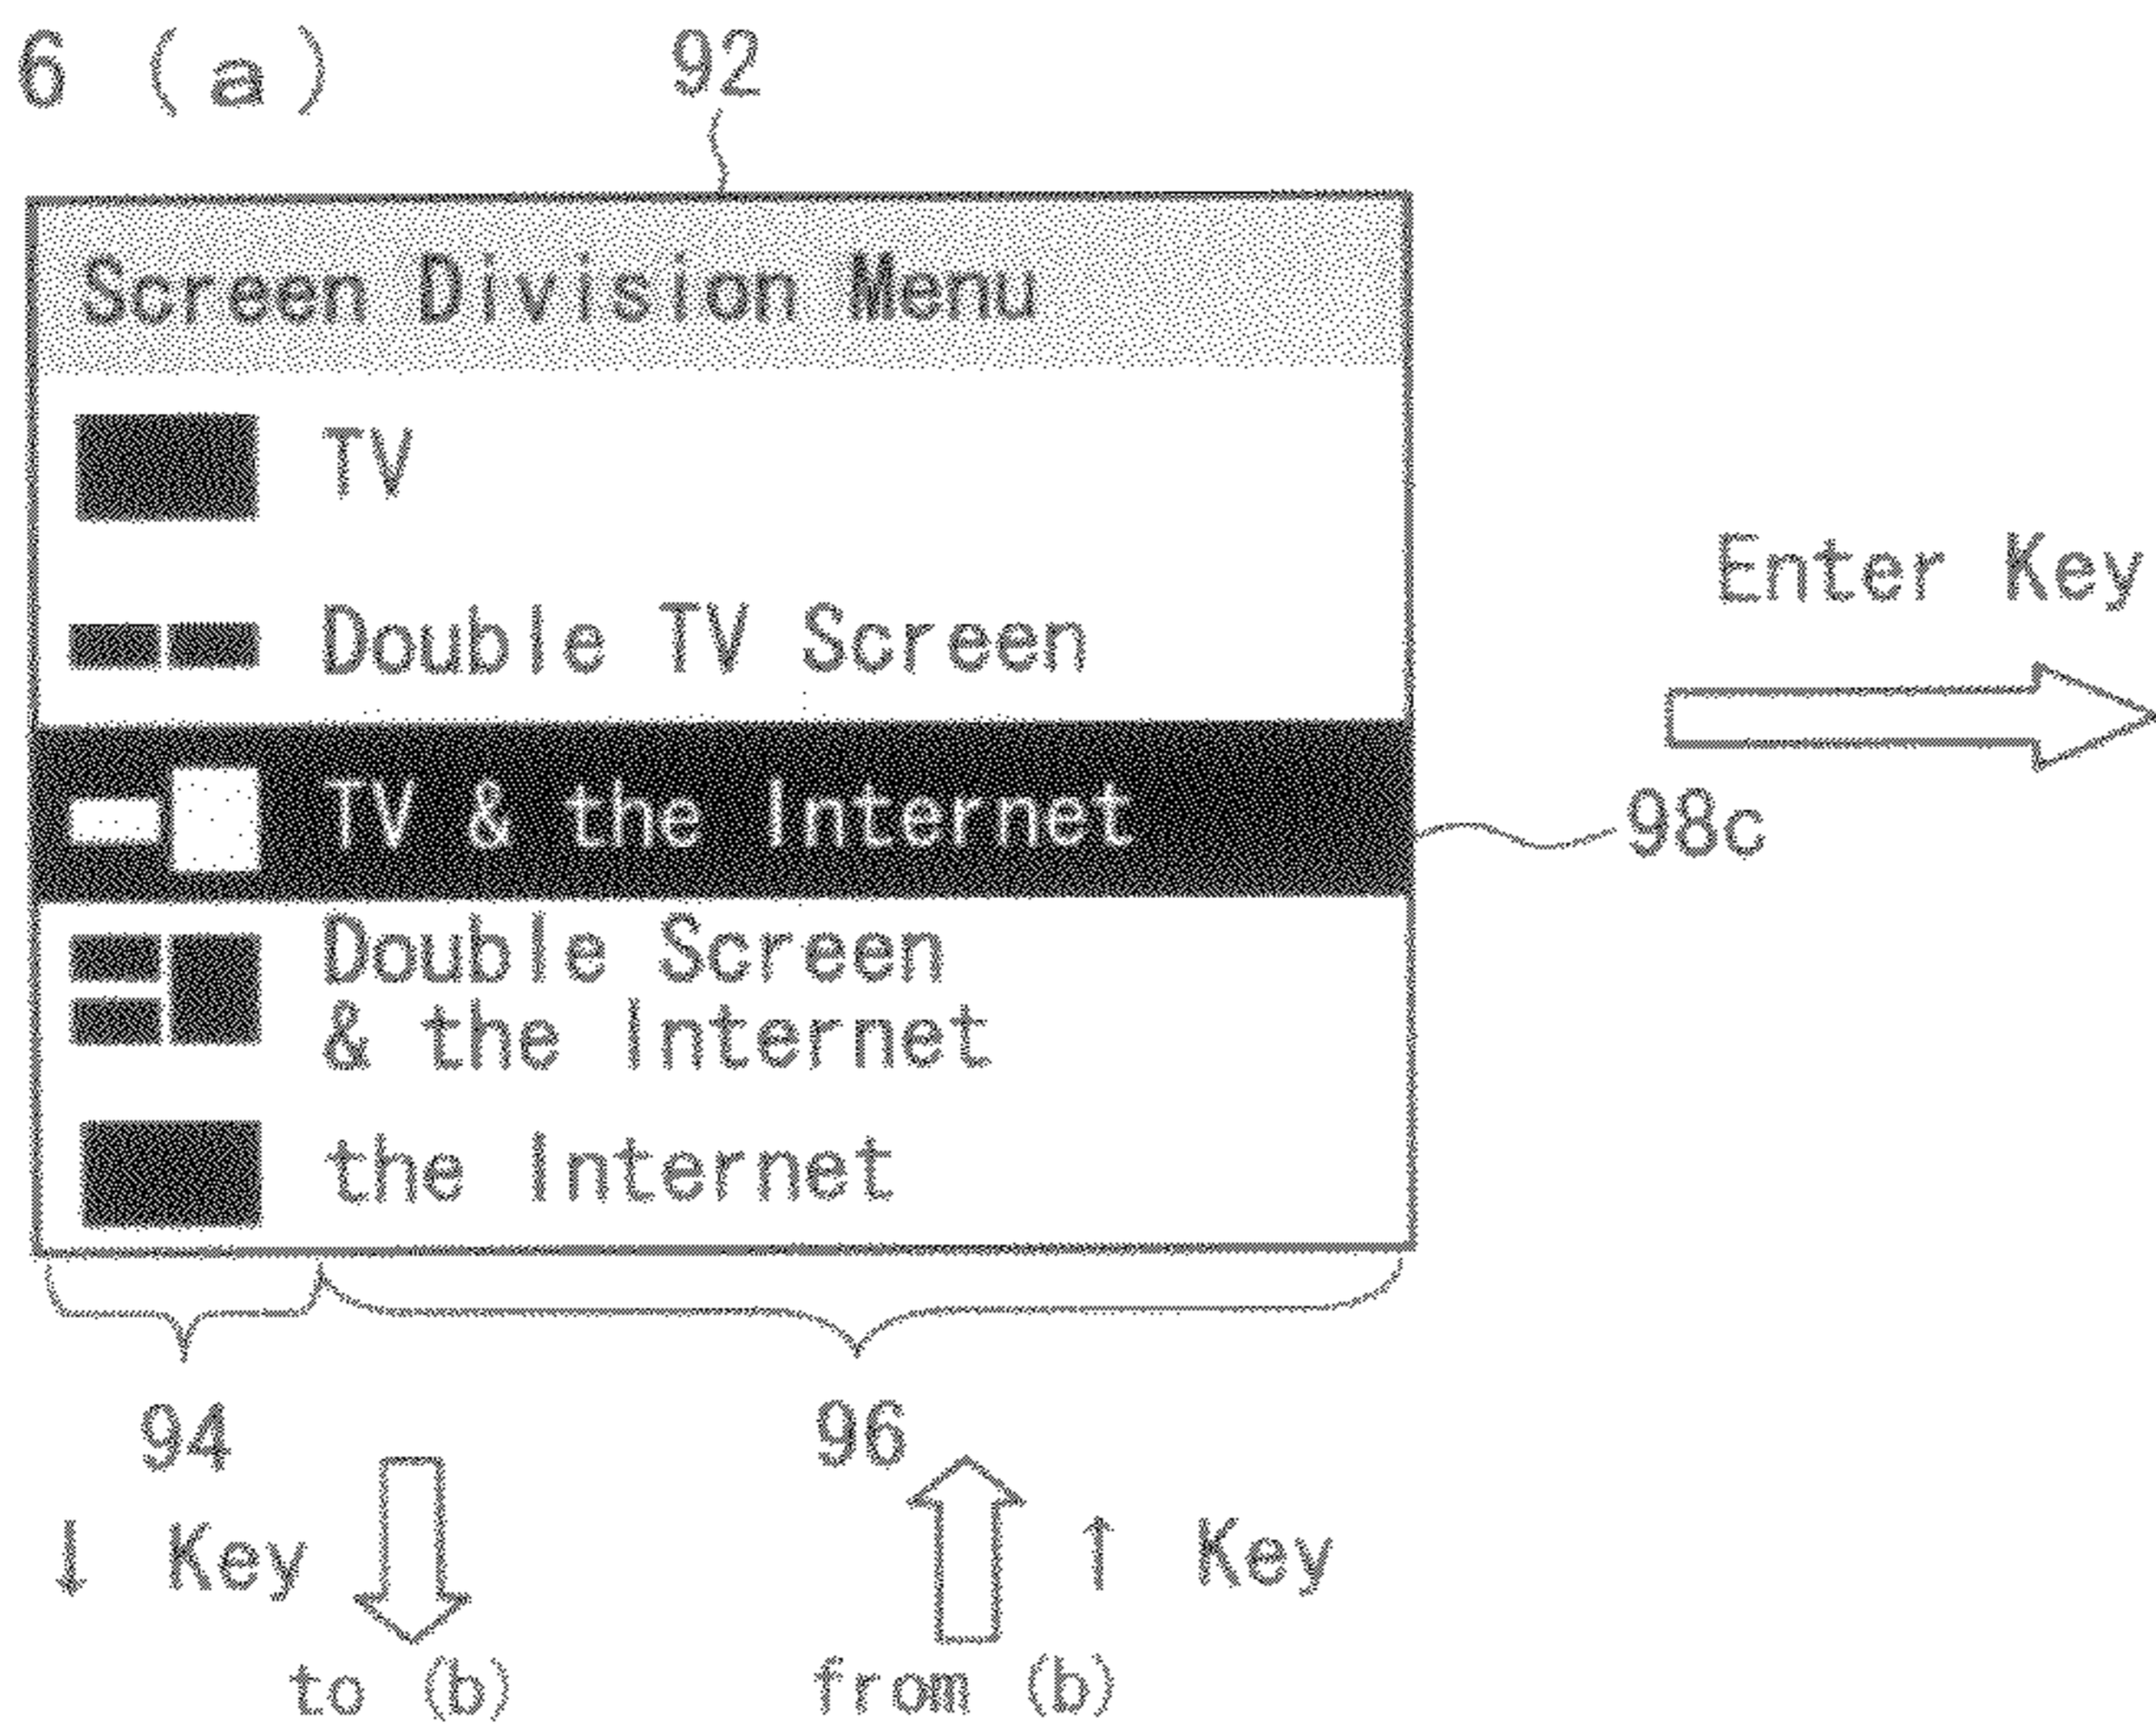 6 (a)
92
Screen Division Menu
TV
Double TV Screen
TV & the Internet
Double Screen
& the Internet
the Internet
Enter Key
98c
94
96
↓ Key
↑ Key
to (b)
from (b)